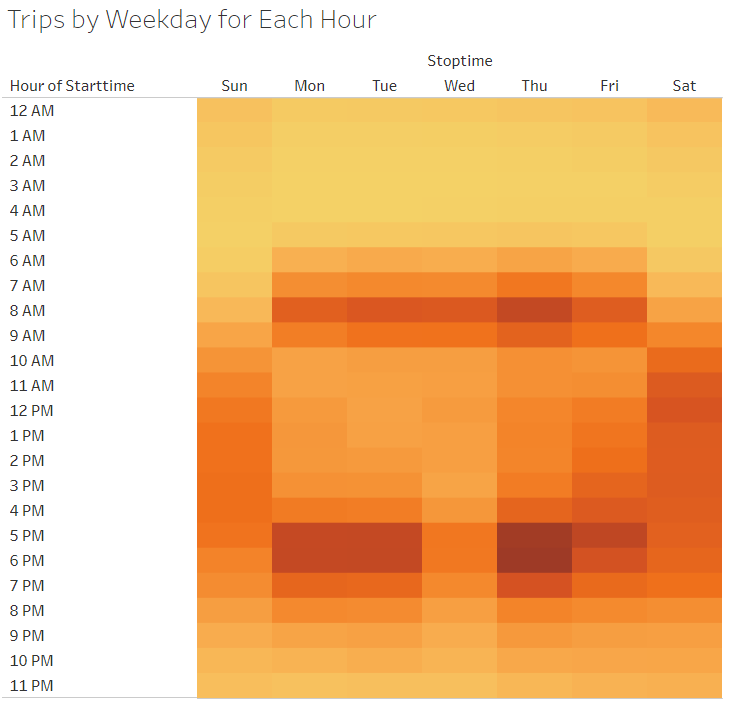 Trips by Weekday for Each Hour
Stoptime
Hour of Starttime Sun Mon Tue Wed Thu Fri Sat
12 AM
1 AM
2 AM
3 AM
4 AM
5 AM
6 AM
7 AM
8 AM
9 AM
10 AM
11 AM
12 PM
1 PM
2 PM
3 PM
4 PM
5 PM
6 PM
7 PM
8 PM
9 PM
10 PM
11 PM